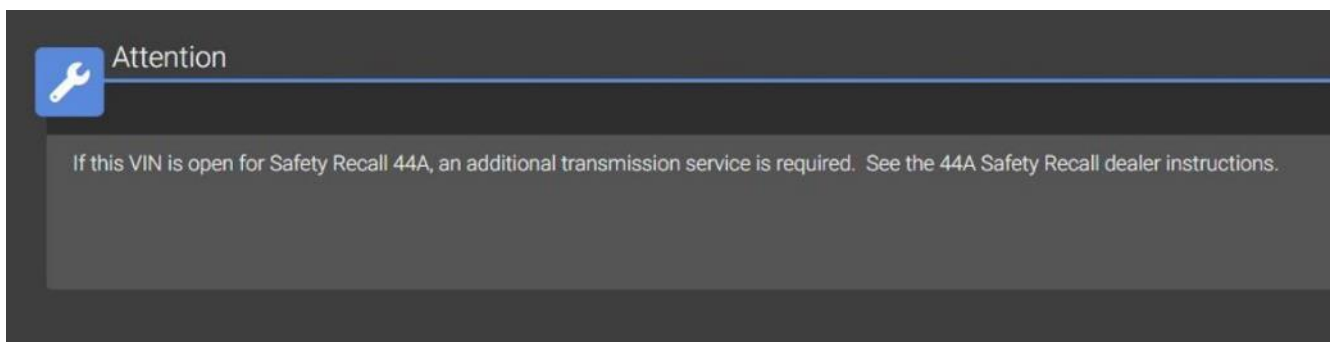 Attention
If this VIN is open for Safety Recall 44A, an additional transmission service is required.  See the 44A Safety Recall dealer instructions.